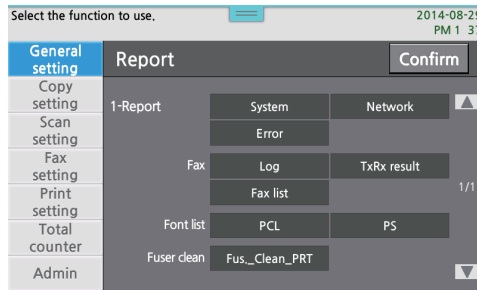 Select the function to use.
2014-08-29
PM 1 37
General
setting
Report
Confirm
Copy
setting
Scan
setting
Fax
setting
Print
setting
Total
counter
Admin
1-Report
System
Network
Error
Fax
Log
TxRx result
Fax list
1/1
Font list
PCL
PS
Fuser clean
Fus._Clean_PRT